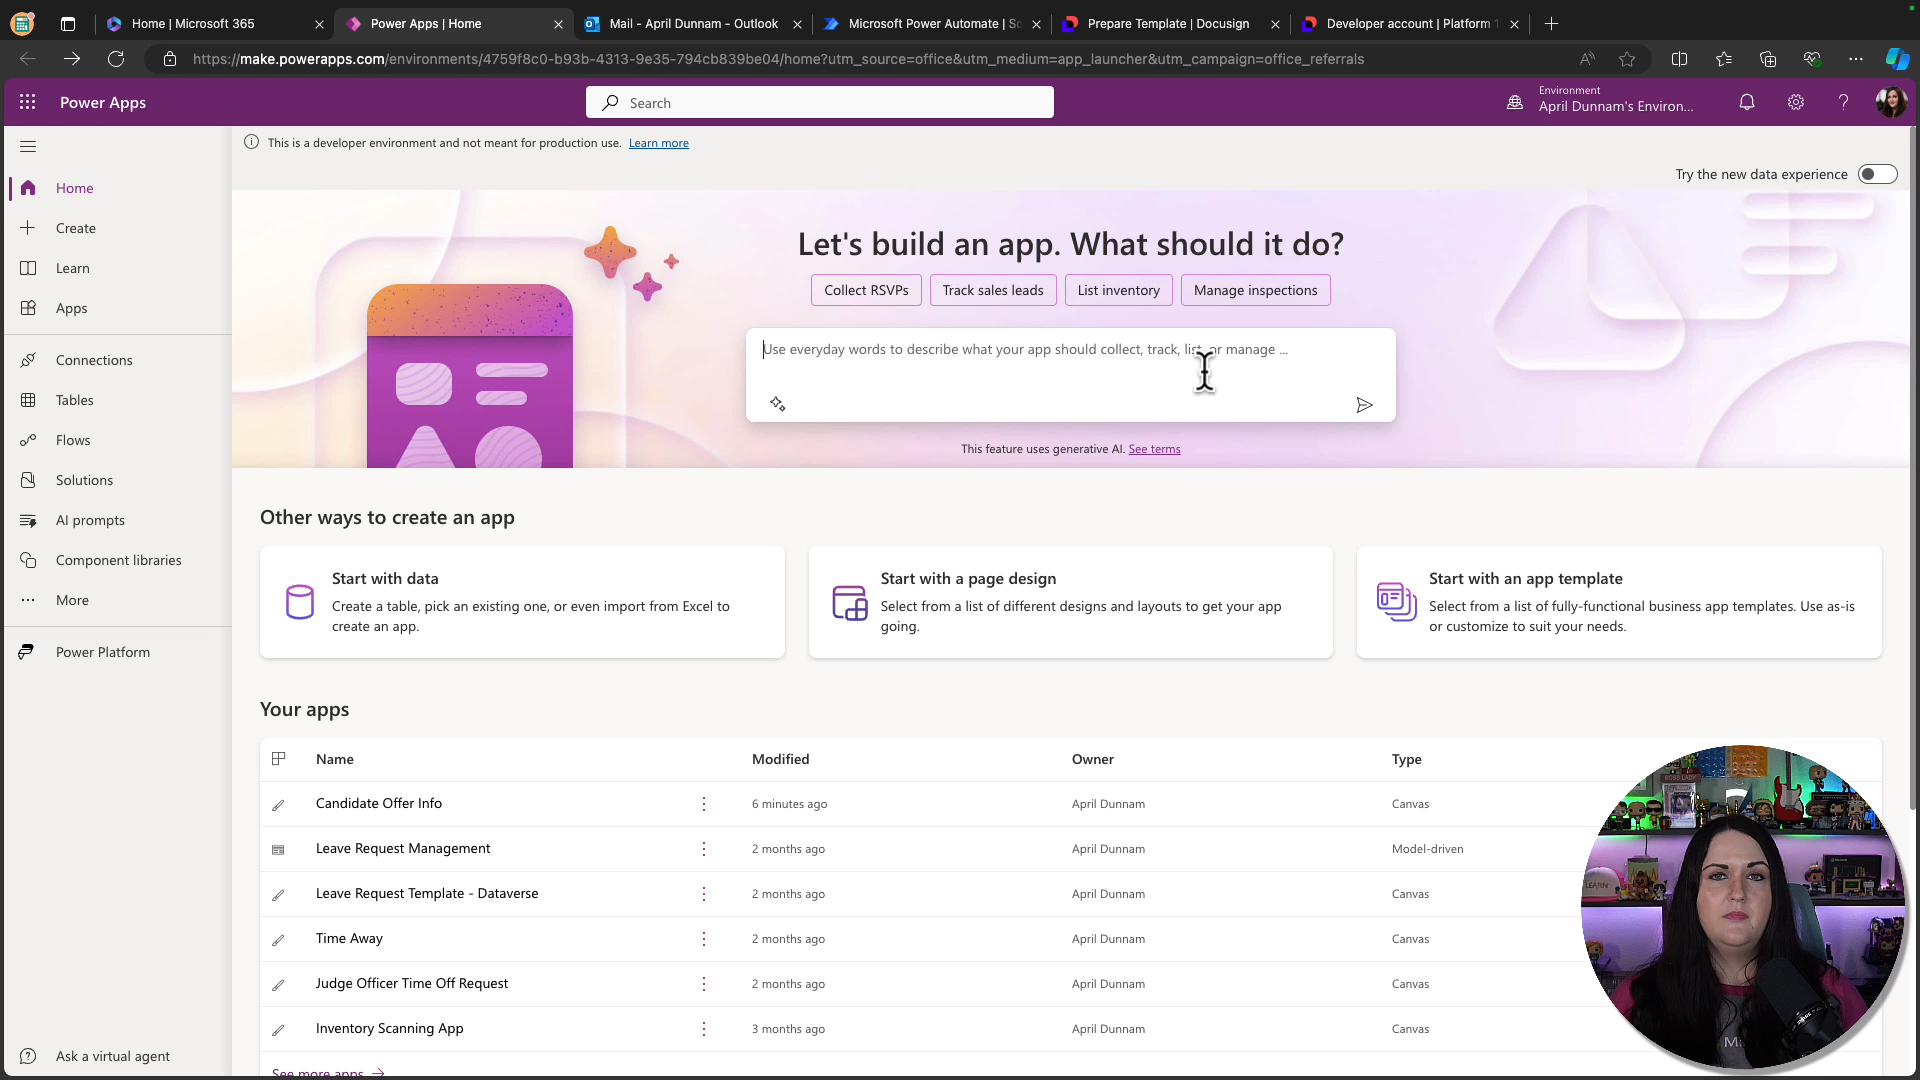 Home | Microsoft 365
Power Apps | Home
Mail - April Dunnam - Outlook
Microsoft Power Automate | So
Prepare Template | Docusign
Developer account | Platform
https://make.powerapps.com/environments/4759f8c0-b93b-4313-9e35-794cb839be04/home?utm_source=office&utm_medium=app_launcher&utm_campaign=office_referrals
Power Apps
Search
Environment
April Dunnam's Environ...
This is a developer environment and not meant for production use. Learn more
Try the new data experience
Home
Create
Learn
Apps
Connections
Tables
Flows
Solutions
AI prompts
Component libraries
More
Power Platform
Ask a virtual agent
Let's build an app. What should it do?
Collect RSVPs
Track sales leads
List inventory
Manage inspections
Use everyday words to describe what your app should collect, track, list, or manage ...
This feature uses generative AI. See terms
Other ways to create an app
Start with data
Create a table, pick an existing one, or even import from Excel to
create an app.
Start with a page design
Select from a list of different designs and layouts to get your app
going.
Start with an app template
Select from a list of fully-functional business app templates. Use as-is
or customize to suit your needs.
Your apps
Name Modified Owner Type
Candidate Offer Info 6 minutes ago April Dunnam Canvas
Leave Request Management 2 months ago April Dunnam Model-driven
Leave Request Template - Dataverse 2 months ago April Dunnam Canvas
Time Away 2 months ago April Dunnam Canvas
Judge Officer Time Off Request 2 months ago April Dunnam Canvas
Inventory Scanning App 3 months ago April Dunnam Canvas
See more apps
BOSS LADY
LEARN